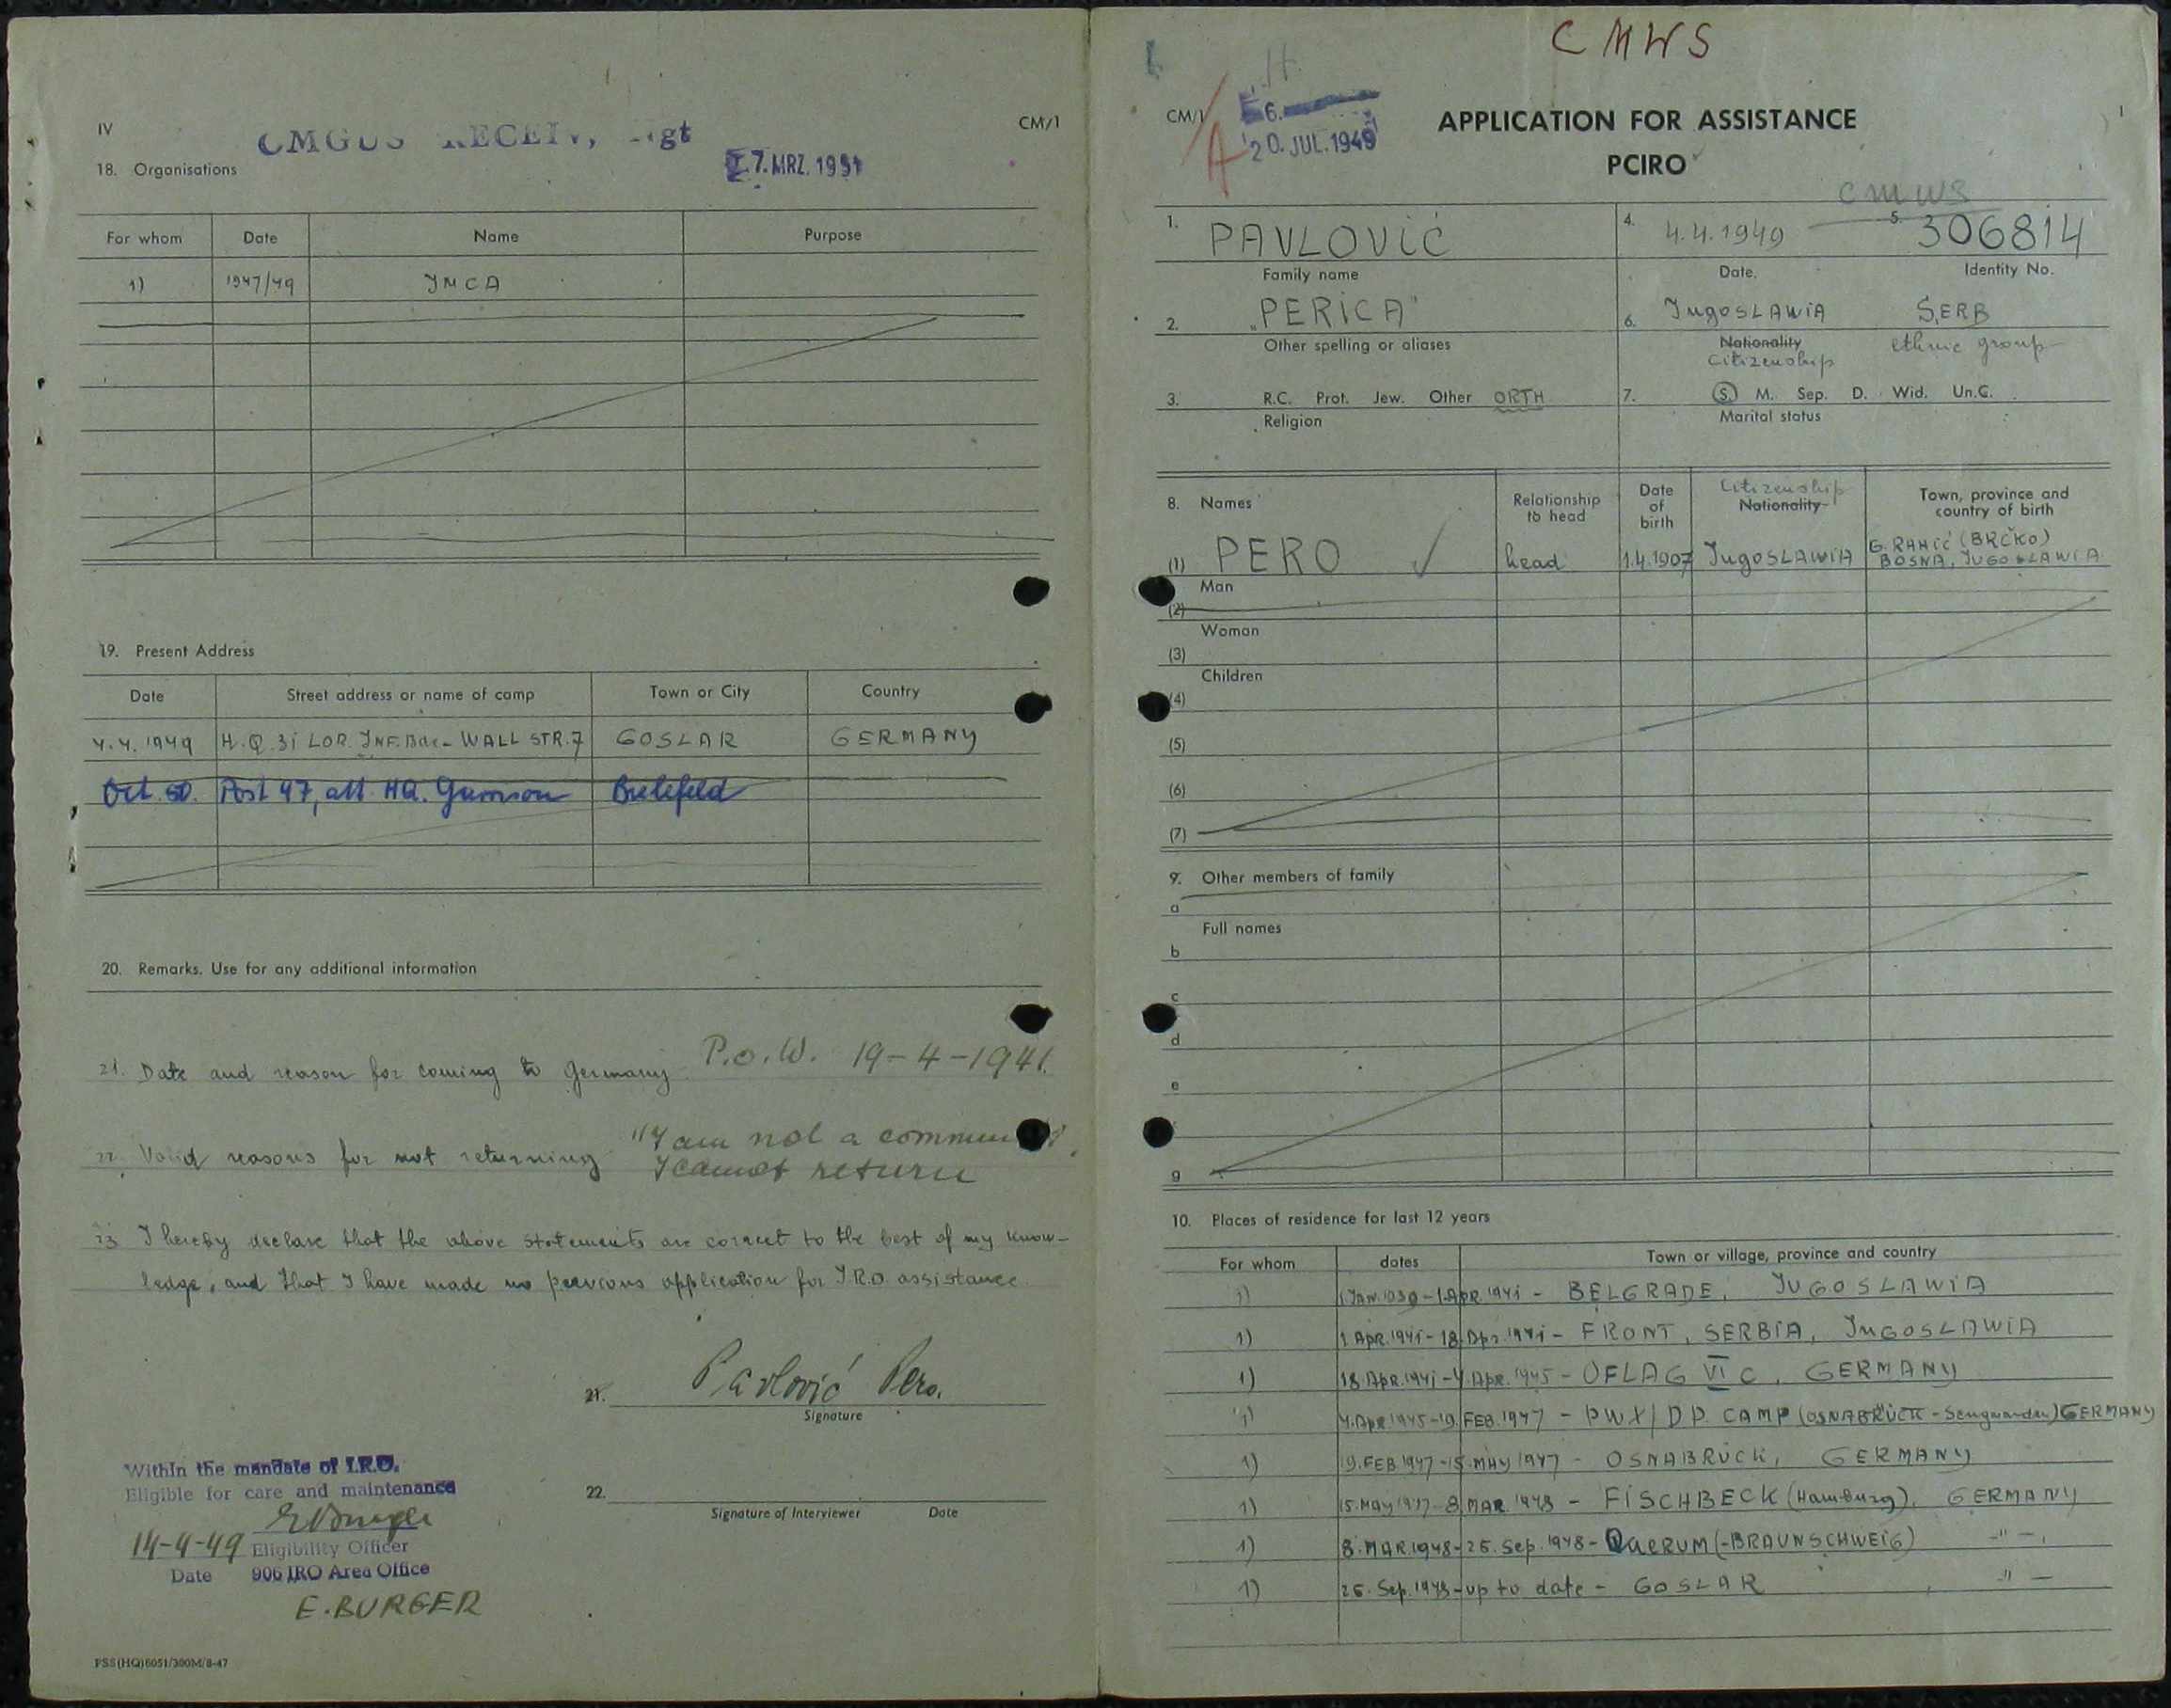 IV
CM/1
18. Organisations
7. MRZ. 1951
For whom Date Name Purpose
1) 1947/49 YMCA
19. Present Address
Date Street address or name of camp Town or City Country
4.4.1949 H.Q. 31 LOR. INF. BDE - WALL STR. 7 GOSLAR GERMANY
Oct. 50. Post 47, att. HQ. Garrison Bielefeld
20. Remarks. Use for any additional information
21. Date and reason for coming to Germany. P.o.W. 19-4-1941.
22. Valid reasons for not returning "I am not a
I cannot return
23. I hereby declare that the above statements are correct to the best of my know-
ledge, and that I have made no previous application for I.R.O. assistance.
21. Pavlović Pero.
Signature
22.
Signature of Interviewer Date
Within the mandate of I.R.O.
Eligible for care and maintenance
14-4-49 Eligibility Officer
Date 906 IRO Area Office
E. BURGER
PSS(HQ)6051/300M/8-47
CMWS
CM/1
A 20. JUL. 1949
1
APPLICATION FOR ASSISTANCE
PCIRO
CMWS
1. PAVLOVIĆ 4. 4.4.1949 5. 306814
Family name Date. Identity No.
2. "PERICA" 6. JugoSLAWiA SERB
Other spelling or aliases Nationality ethnic group
Citizenship
3. R.C. Prot. Jew. Other ORTH 7. S. M. Sep. D. Wid. Un.C.
Religion Marital status
8. Names Relationship to head Date of birth Citizenship Nationality Town, province and country of birth
(1) PERO head 1.4.1907 JugoSLAWiA G. RAHIĆ (BRČKO)
BOSNA, JUGOSLAWIA
Man
(2)
Woman
(3)
Children
(4)
(5)
(6)
(7)
9. Other members of family
a
Full names
b
c
d
e
g
10. Places of residence for last 12 years
For whom dates Town or village, province and country
1) 1 APR. 1941 - BELGRADE, JUGOSLAWiA
1) 1 APR. 1941 - 18 Apr. 1941 - FRONT, SERBIA, JUGOSLAWiA
1) 18 APR. 1941 - 4 APR. 1945 - OFLAG VI C, GERMANY
1) 4. Apr 1945 - 19. FEB. 1947 - PWX/DP. CAMP (OSNABRÜCK - Sengwarden) GERMANY
1) 19. FEB 1947 - 15. MAY 1947 - OSNABRÜCK, GERMANY
1) 15. MAY 1947 - 8. MAR. 1948 - FISCHBECK (Hamburg), GERMANY
1) 8. MAR. 1948 - 25. Sep. 1948 - QUERUM (-BRAUNSCHWEIG) -"-
1) 25. Sep. 1948 - up to date - GOSLAR -"-